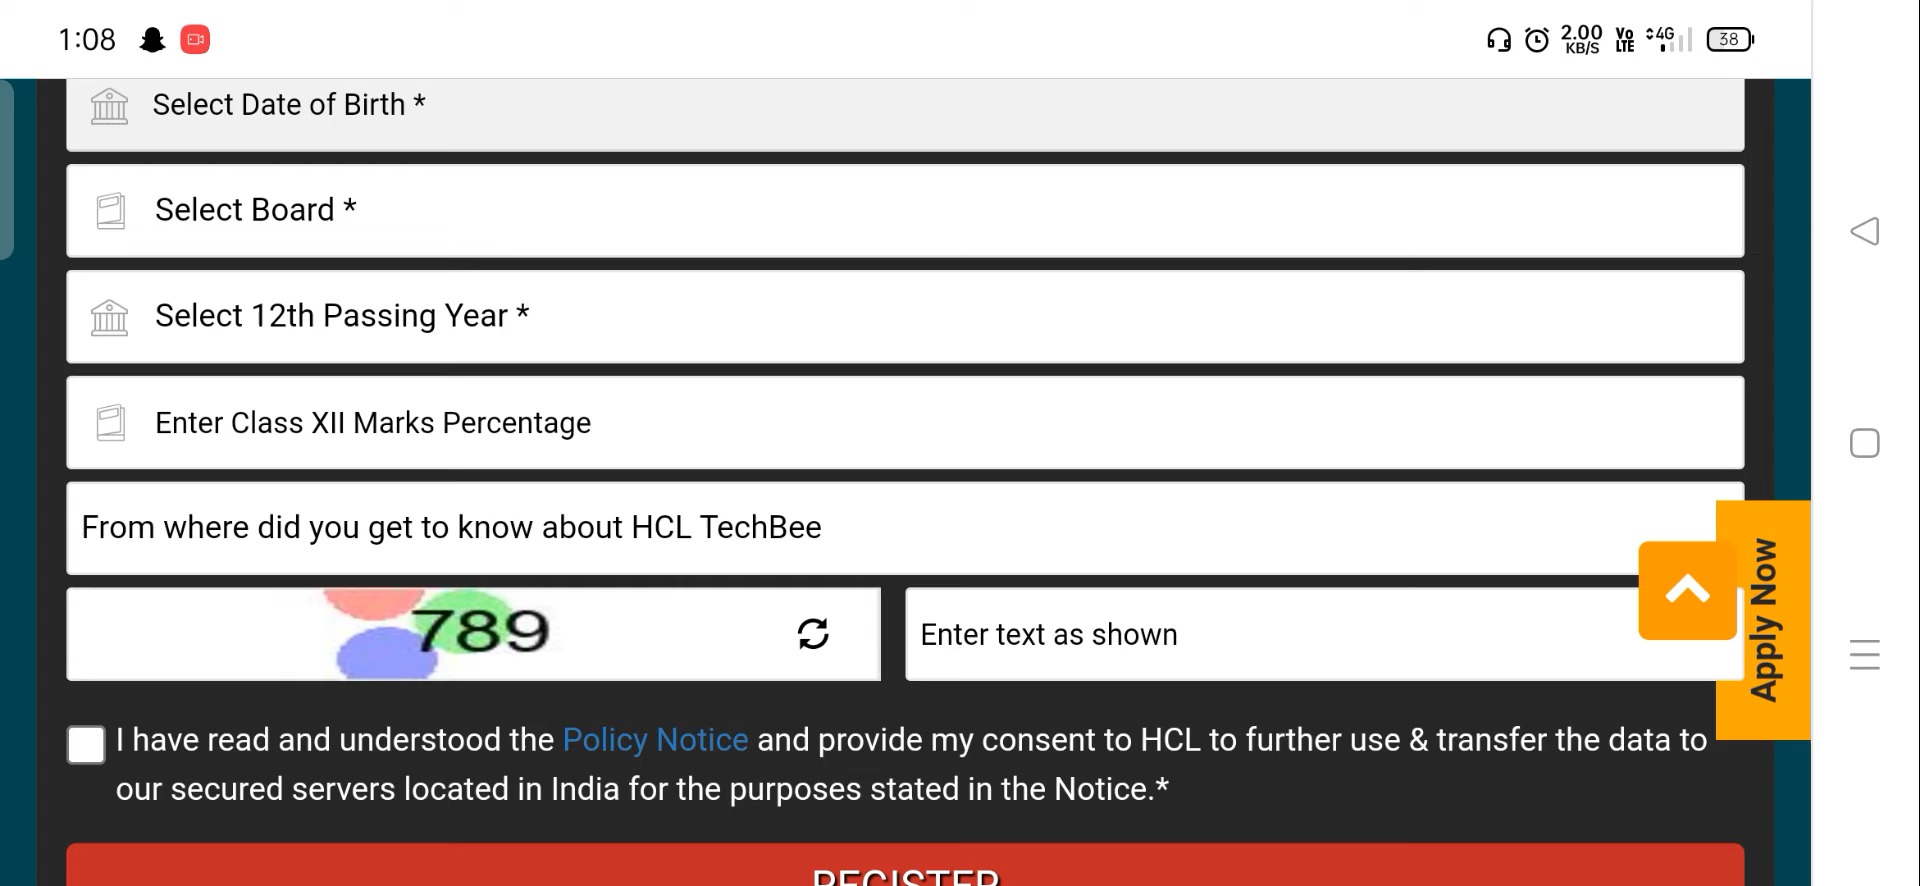 1:08 2.00 KB/S Vo LTE 4G 38
Select Date of Birth *
Select Board *
Select 12th Passing Year *
Enter Class XII Marks Percentage
From where did you get to know about HCL TechBee
789
Enter text as shown
Apply Now
I have read and understood the Policy Notice and provide my consent to HCL to further use & transfer the data to
our secured servers located in India for the purposes stated in the Notice.*
REGISTER